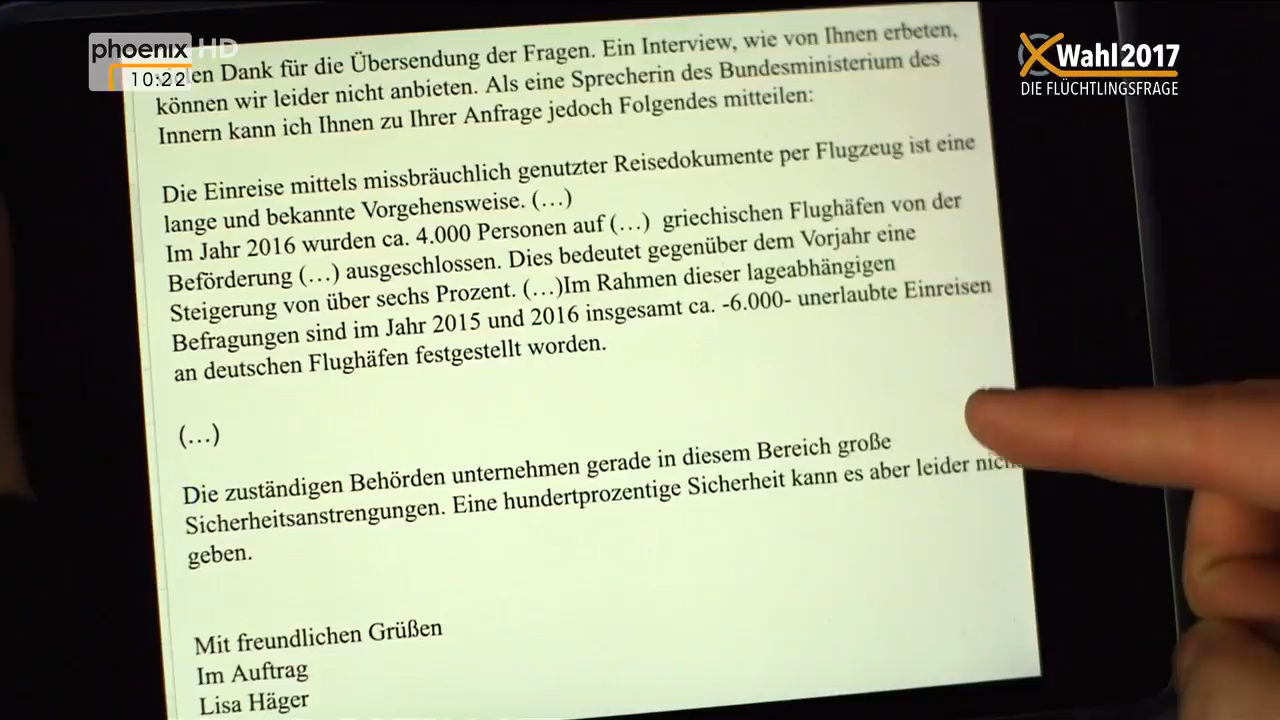 phoenix HD
10:22
Wahl2017
DIE FLÜCHTLINGSFRAGE
Dank für die Übersendung der Fragen. Ein Interview, wie von Ihnen erbeten,
können wir leider nicht anbieten. Als eine Sprecherin des Bundesministerium des
Innern kann ich Ihnen zu Ihrer Anfrage jedoch Folgendes mitteilen:
Die Einreise mittels missbräuchlich genutzter Reisedokumente per Flugzeug ist eine
lange und bekannte Vorgehensweise. (…)
Im Jahr 2016 wurden ca. 4.000 Personen auf (…) griechischen Flughäfen von der
Beförderung (…) ausgeschlossen. Dies bedeutet gegenüber dem Vorjahr eine
Steigerung von über sechs Prozent. (…)Im Rahmen dieser lageabhängigen
Befragungen sind im Jahr 2015 und 2016 insgesamt ca. -6.000- unerlaubte Einreisen
an deutschen Flughäfen festgestellt worden.
(…)
Die zuständigen Behörden unternehmen gerade in diesem Bereich große
Sicherheitsanstrengungen. Eine hundertprozentige Sicherheit kann es aber leider
geben.
Mit freundlichen Grüßen
Im Auftrag
Lisa Häger